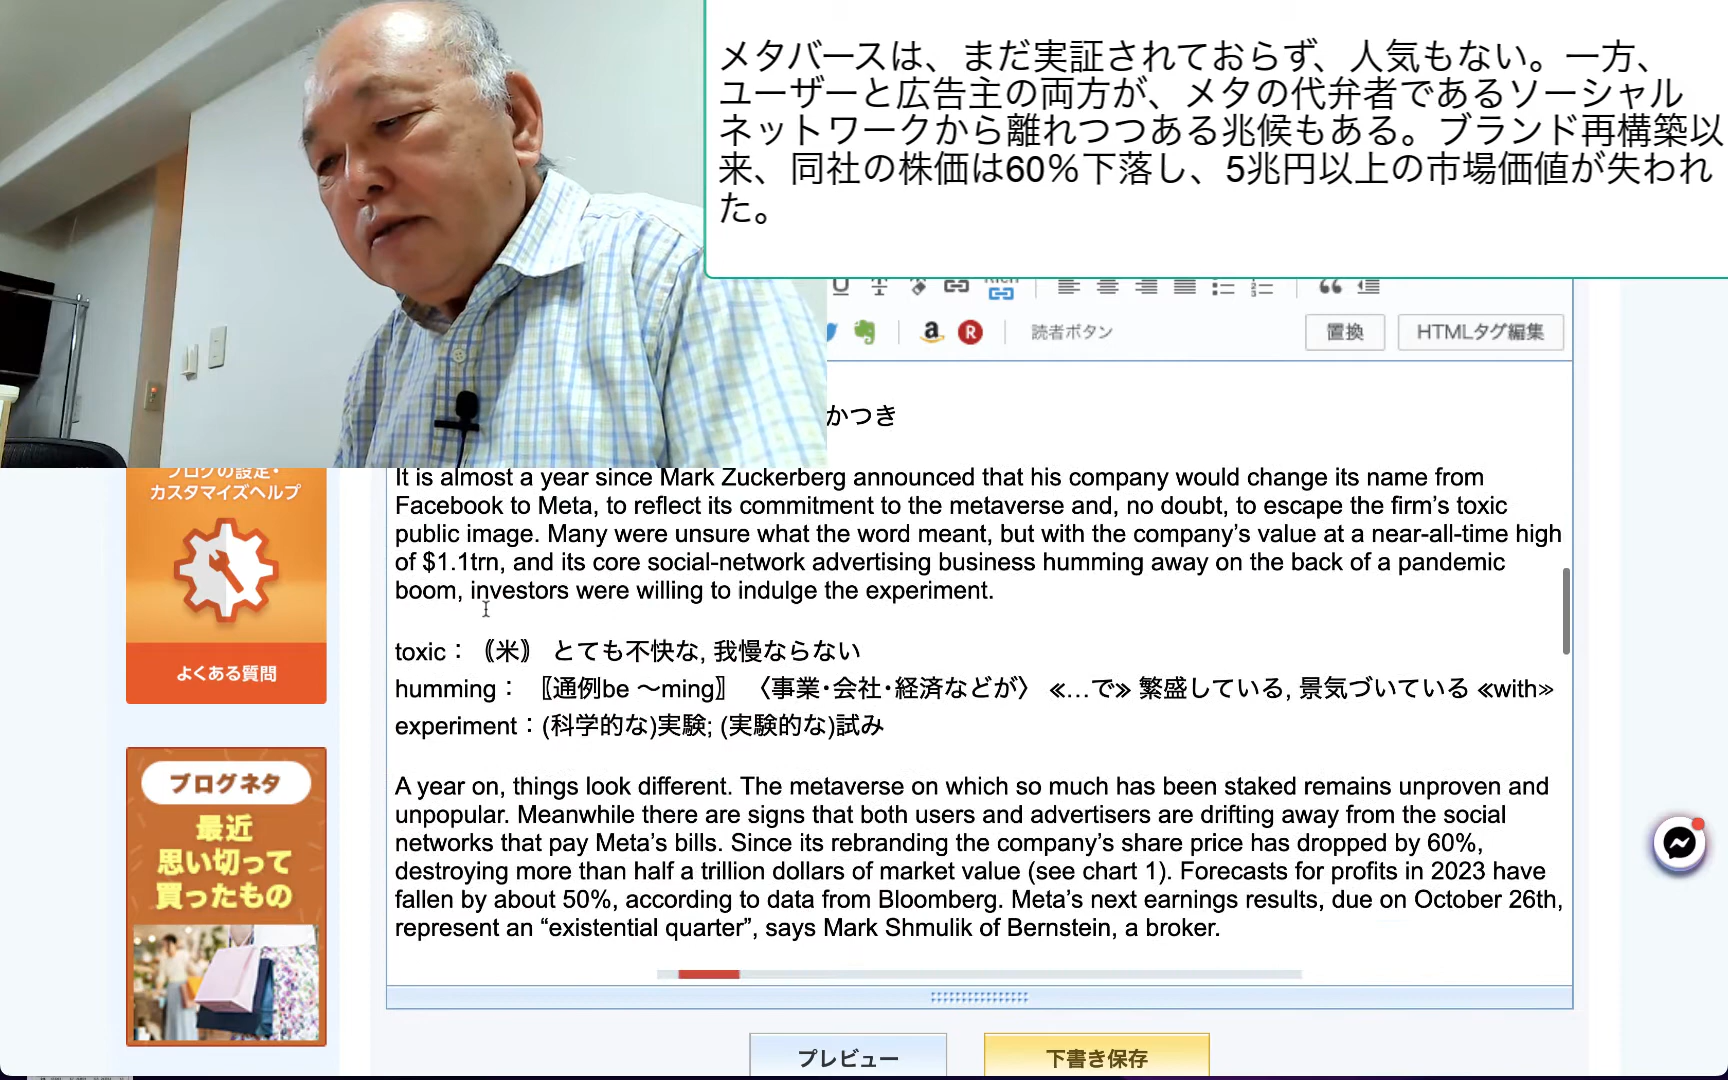 メタバースは、まだ実証されておらず、人気もない。一方、
ユーザーと広告主の両方が、メタの代弁者であるソーシャル
ネットワークから離れつつある兆候もある。ブランド再構築以
来、同社の株価は60%下落し、5兆円以上の市場価値が失われ
た。
読者ボタン
置換
HTMLタグ編集
かつき
It is almost a year since Mark Zuckerberg announced that his company would change its name from
Facebook to Meta, to reflect its commitment to the metaverse and, no doubt, to escape the firm’s toxic
public image. Many were unsure what the word meant, but with the company’s value at a near-all-time high
of $1.1trn, and its core social-network advertising business humming away on the back of a pandemic
boom, investors were willing to indulge the experiment.
toxic：｟米｠ とても不快な, 我慢ならない
humming：〖通例be ～ming〗〈事業･会社･経済などが〉≪…で≫ 繁盛している, 景気づいている ≪with≫
experiment：(科学的な)実験; (実験的な)試み
A year on, things look different. The metaverse on which so much has been staked remains unproven and
unpopular. Meanwhile there are signs that both users and advertisers are drifting away from the social
networks that pay Meta’s bills. Since its rebranding the company’s share price has dropped by 60%,
destroying more than half a trillion dollars of market value (see chart 1). Forecasts for profits in 2023 have
fallen by about 50%, according to data from Bloomberg. Meta’s next earnings results, due on October 26th,
represent an “existential quarter”, says Mark Shmulik of Bernstein, a broker.
ブログの設定・
カスタマイズヘルプ
よくある質問
ブログネタ
最近
思い切って
買ったもの
プレビュー
下書き保存